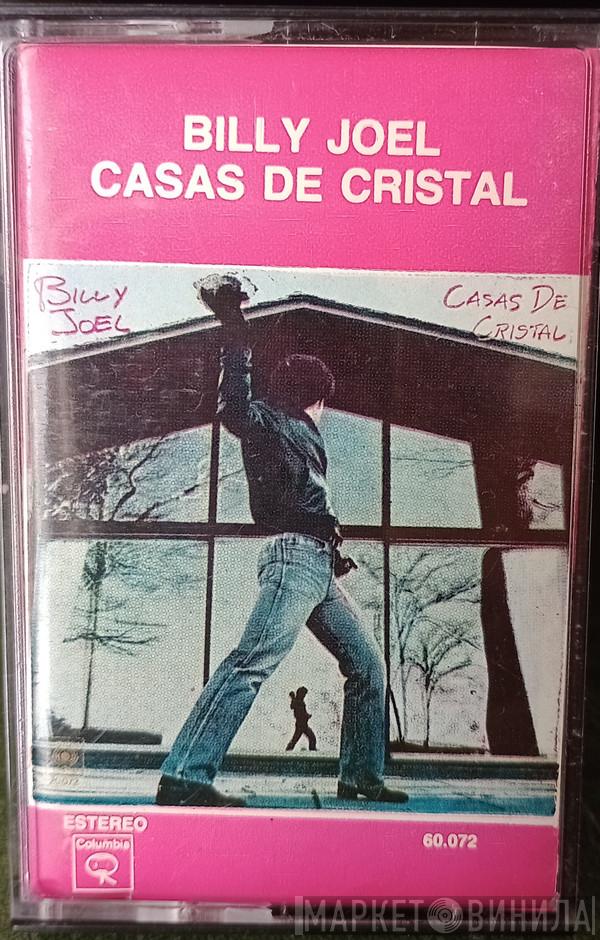 BILLY JOEL
CASAS DE CRISTAL
BILLY
JOEL
CASAS DE
CRISTAL
ESTEREO
60.072
Columbia
МАРКЕТ ВИНИЛА